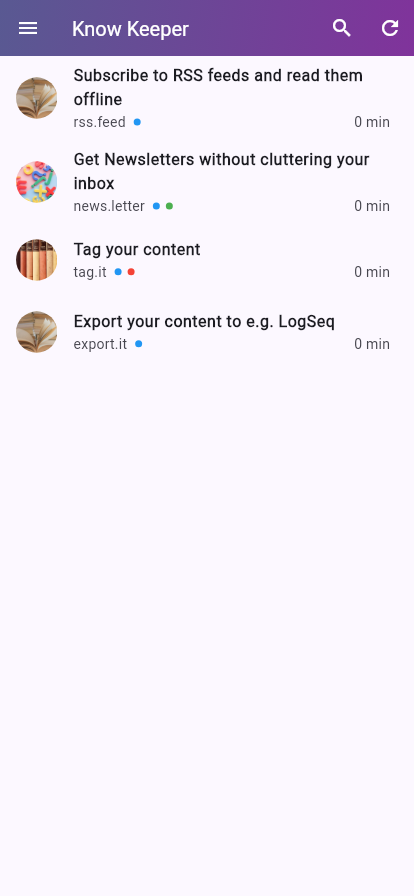 Know Keeper
Subscribe to RSS feeds and read them
offline
rss.feed
0 min
Get Newsletters without cluttering your
inbox
news.letter
0 min
Tag your content
tag.it
0 min
Export your content to e.g. LogSeq
export.it
0 min